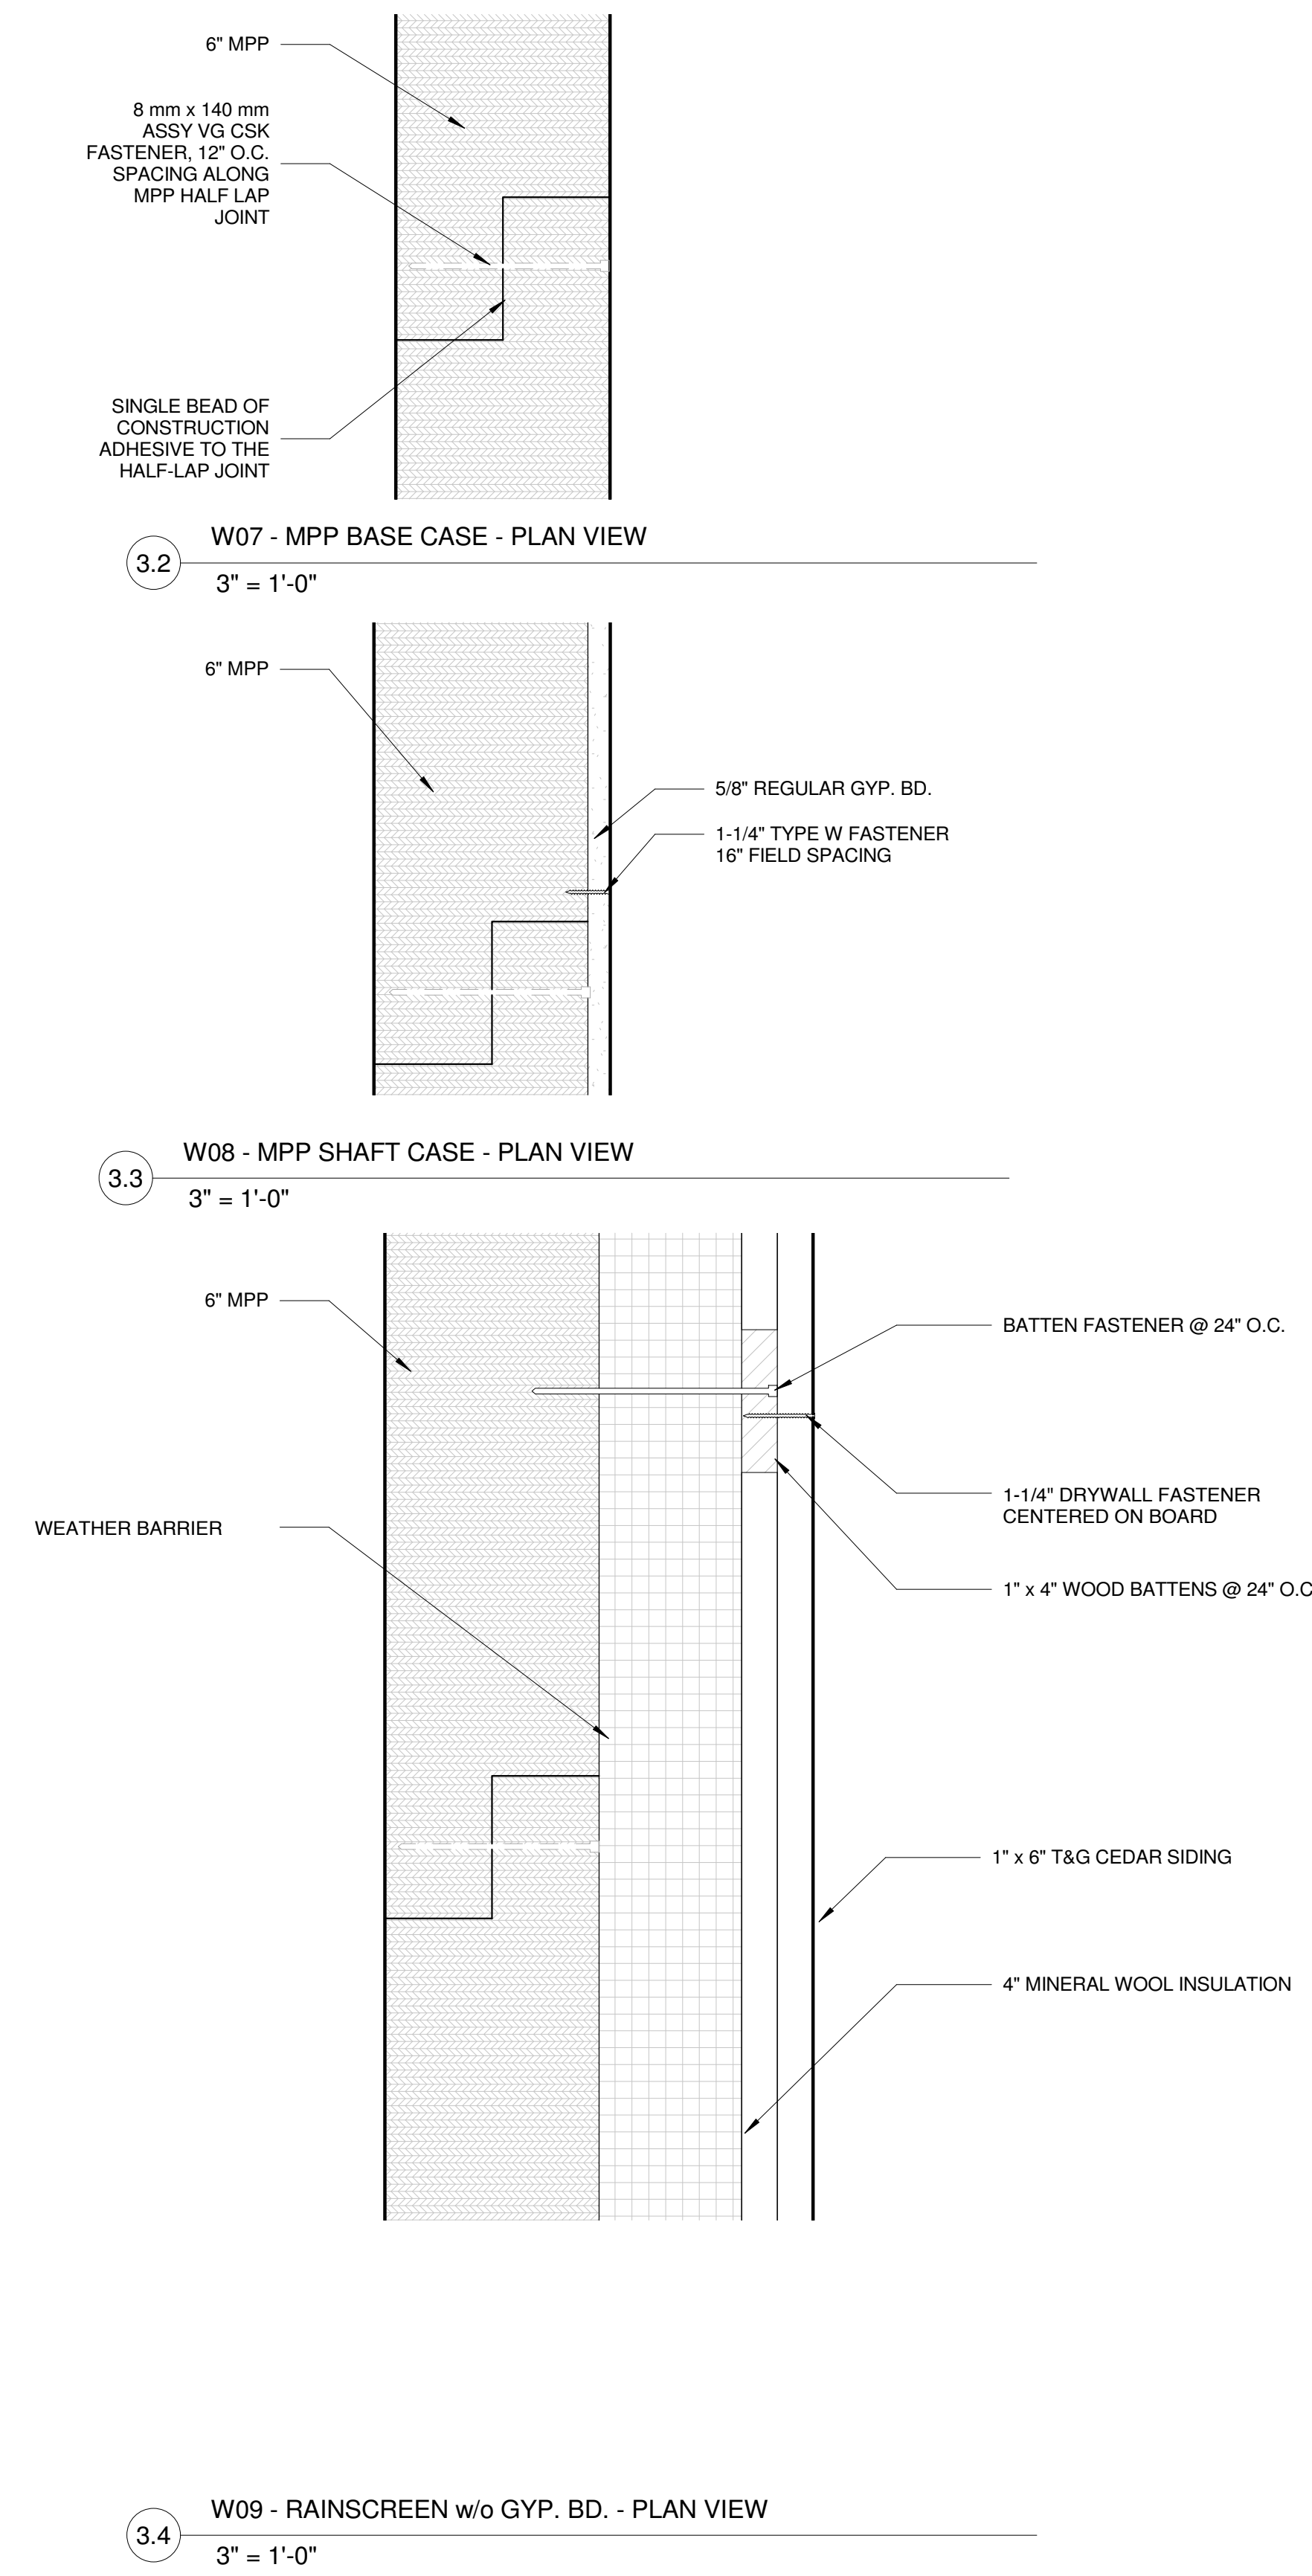 6" MPP
8 mm x 140 mm
ASSY VG CSK
FASTENER, 12" O.C.
SPACING ALONG
MPP HALF LAP
JOINT
SINGLE BEAD OF
CONSTRUCTION
ADHESIVE TO THE
HALF-LAP JOINT
3.2
W07 - MPP BASE CASE - PLAN VIEW
3" = 1'-0"
6" MPP
5/8" REGULAR GYP. BD.
1-1/4" TYPE W FASTENER
16" FIELD SPACING
3.3
W08 - MPP SHAFT CASE - PLAN VIEW
3" = 1'-0"
6" MPP
BATTEN FASTENER @ 24" O.C.
1-1/4" DRYWALL FASTENER
CENTERED ON BOARD
WEATHER BARRIER
1" x 4" WOOD BATTENS @ 24" O.C
1" x 6" T&G CEDAR SIDING
4" MINERAL WOOL INSULATION
3.4
W09 - RAINSCREEN w/o GYP. BD. - PLAN VIEW
3" = 1'-0"